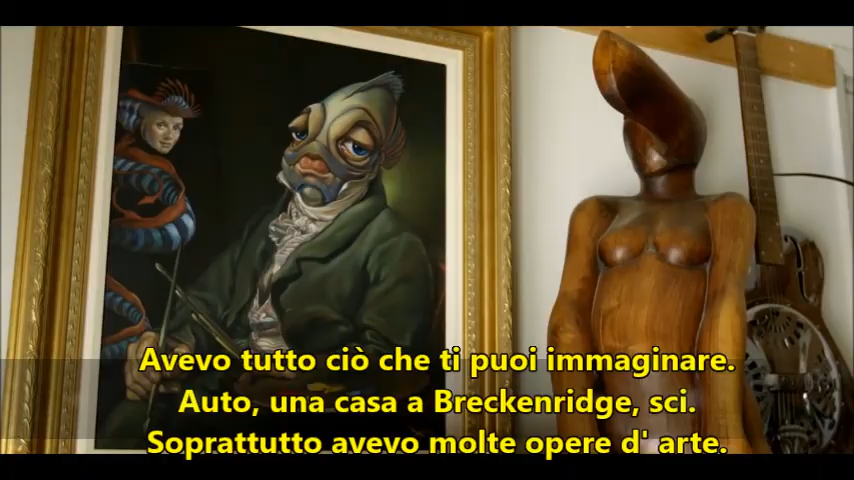 Avevo tutto ciò che ti puoi immaginare.
Auto, una casa a Breckenridge, sci.
Soprattutto avevo molte opere d' arte.